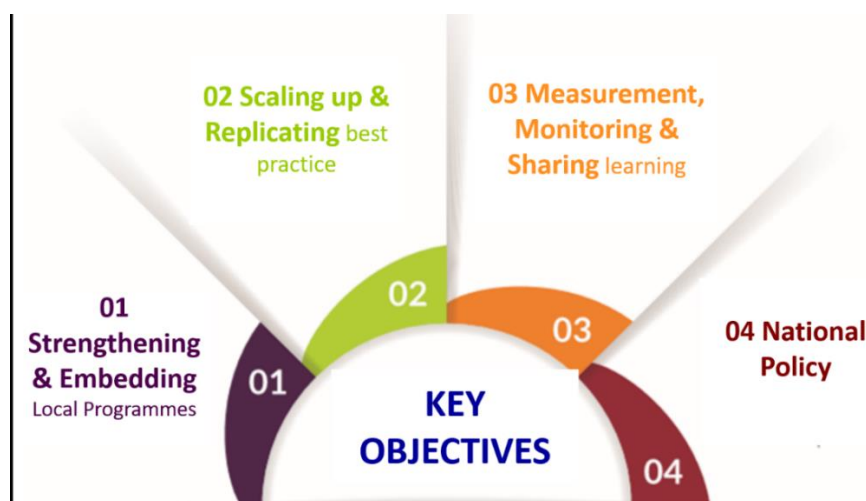 02 Scaling up &
Replicating best
practice
03 Measurement,
Monitoring &
Sharing learning
01
Strengthening
& Embedding
Local Programmes
04 National
Policy
01
02
03
04
KEY
OBJECTIVES